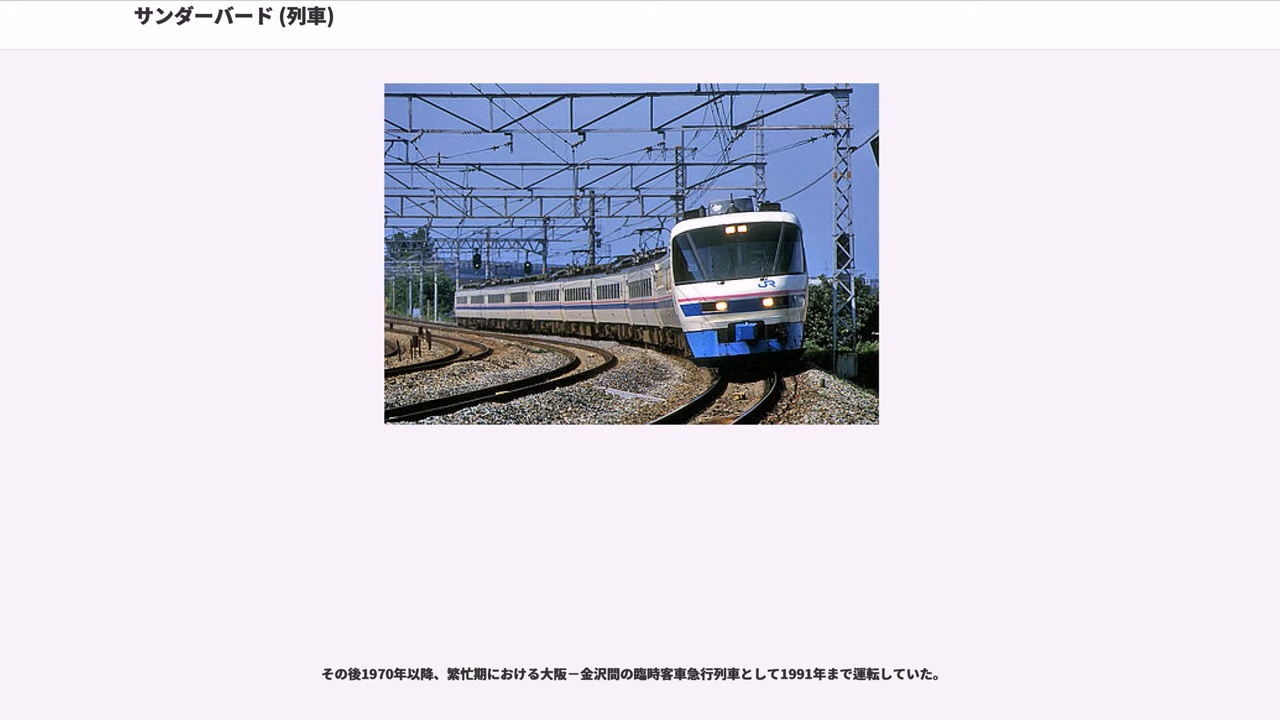 サンダーバード (列車)
JR
その後1970年以降、繁忙期における大阪－金沢間の臨時客車急行列車として1991年まで運転していた。